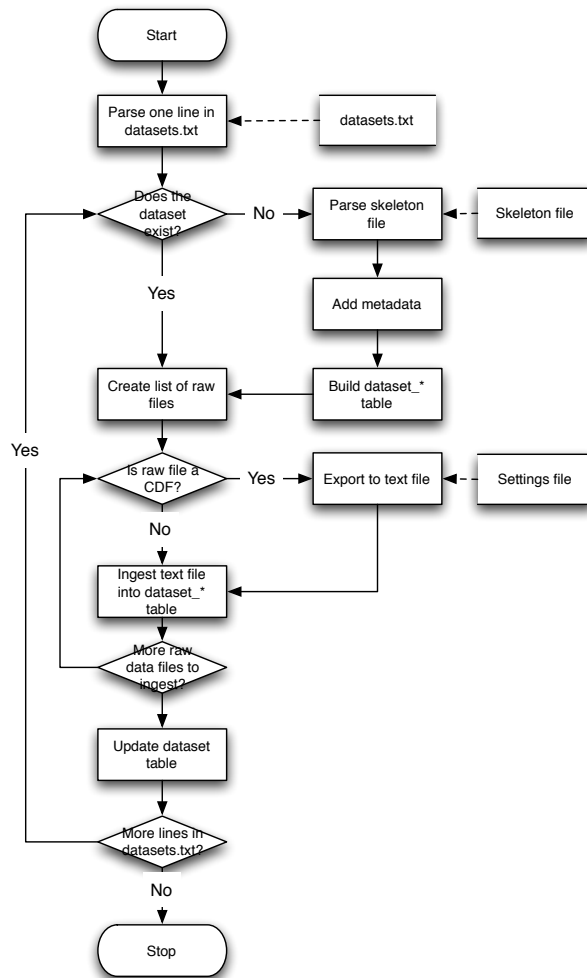 Start
Parse one line in
datasets.txt
datasets.txt
Does the
dataset
exist?
No
Parse skeleton
file
Skeleton file
Yes
Add metadata
Create list of raw
files
Build dataset_*
table
Yes
Is raw file a
CDF?
Yes
Export to text file
Settings file
No
Ingest text file
into dataset_*
table
More raw
data files to
ingest?
Update dataset
table
More lines in
datasets.txt?
No
Stop